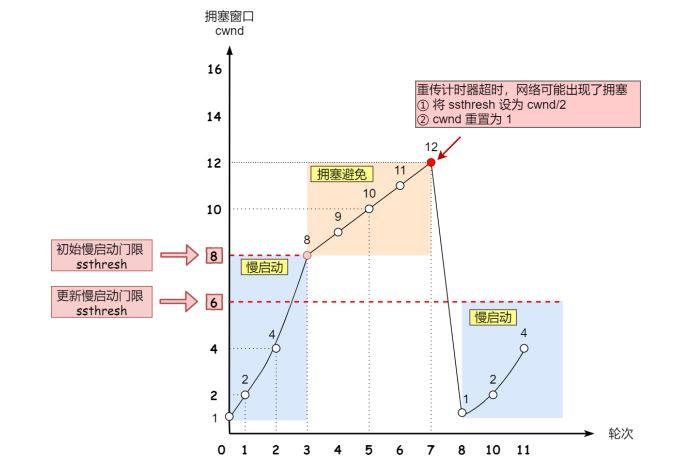 拥塞窗口
cwnd
16
重传计时器超时，网络可能出现了拥塞
① 将 ssthresh 设为 cwnd/2
② cwnd 重置为 1
14
12
12
拥塞避免
11
10
10
9
8
初始慢启动门限
ssthresh
8
慢启动
更新慢启动门限
ssthresh
6
慢启动
4
4
4
2
2
2
1
1
轮次
0 1 2 3 4 5 6 7 8 10 11